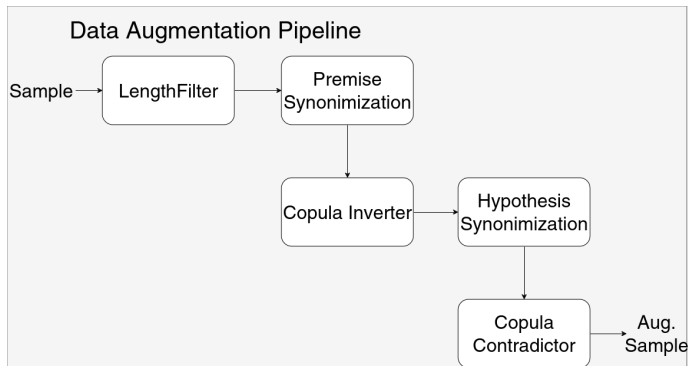 Data Augmentation Pipeline
Sample
LengthFilter
Premise
Synonimization
Copula Inverter
Hypothesis
Synonimization
Copula
Contradictor
Aug.
Sample